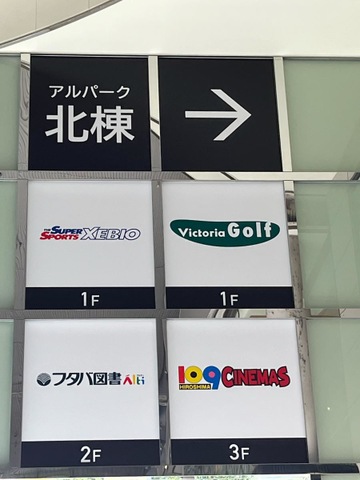 アルパーク
北棟
→
THE SUPER SPORTS XEBIO
Victoria Golf
1F
1F
フタバ図書
109 CINEMAS
HIROSHIMA
2F
3F